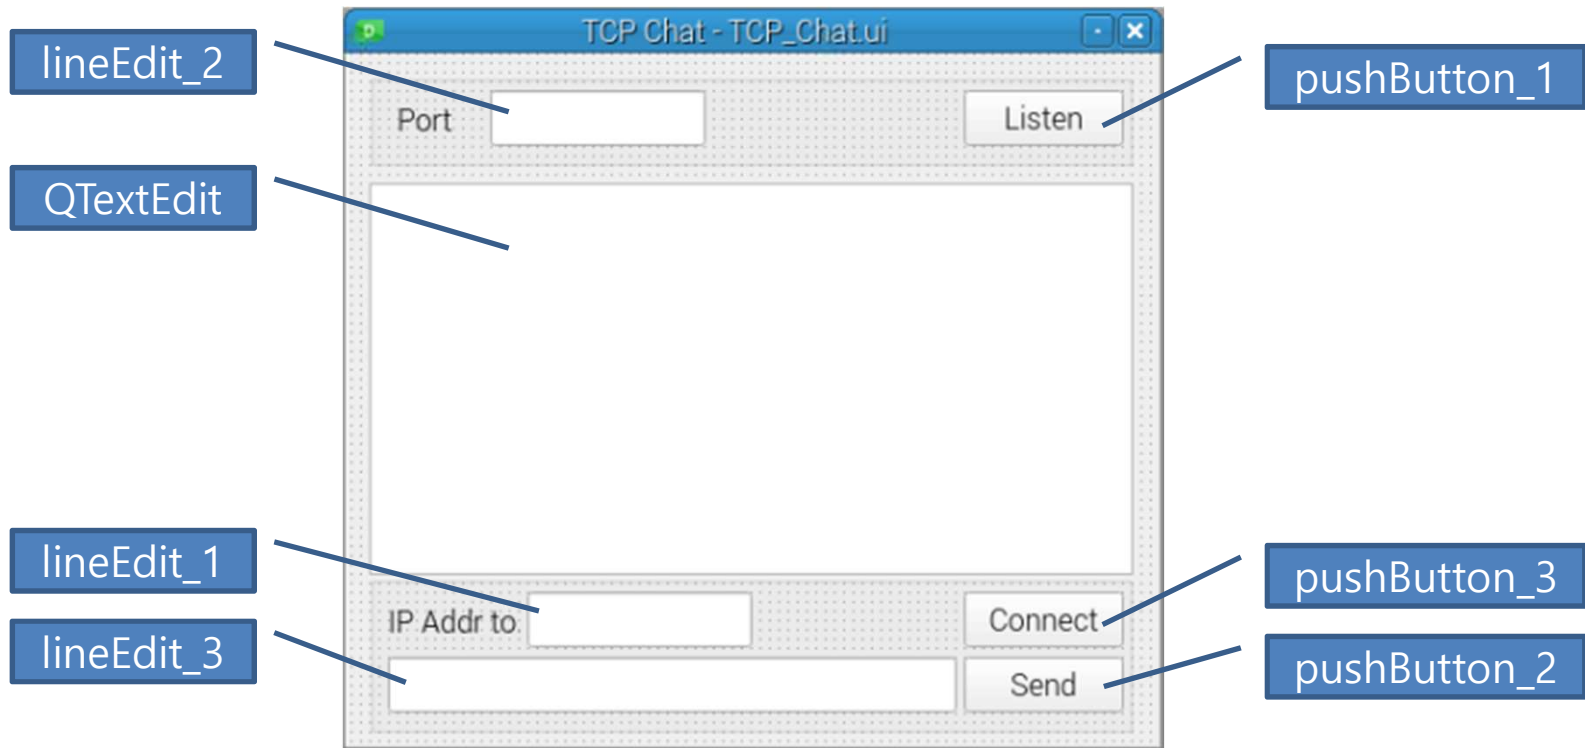 TCP Chat - TCP_Chat.ui
lineEdit_2
pushButton_1
Port
Listen
QTextEdit
lineEdit_1
pushButton_3
IP Addr to.
Connect
lineEdit_3
pushButton_2
Send